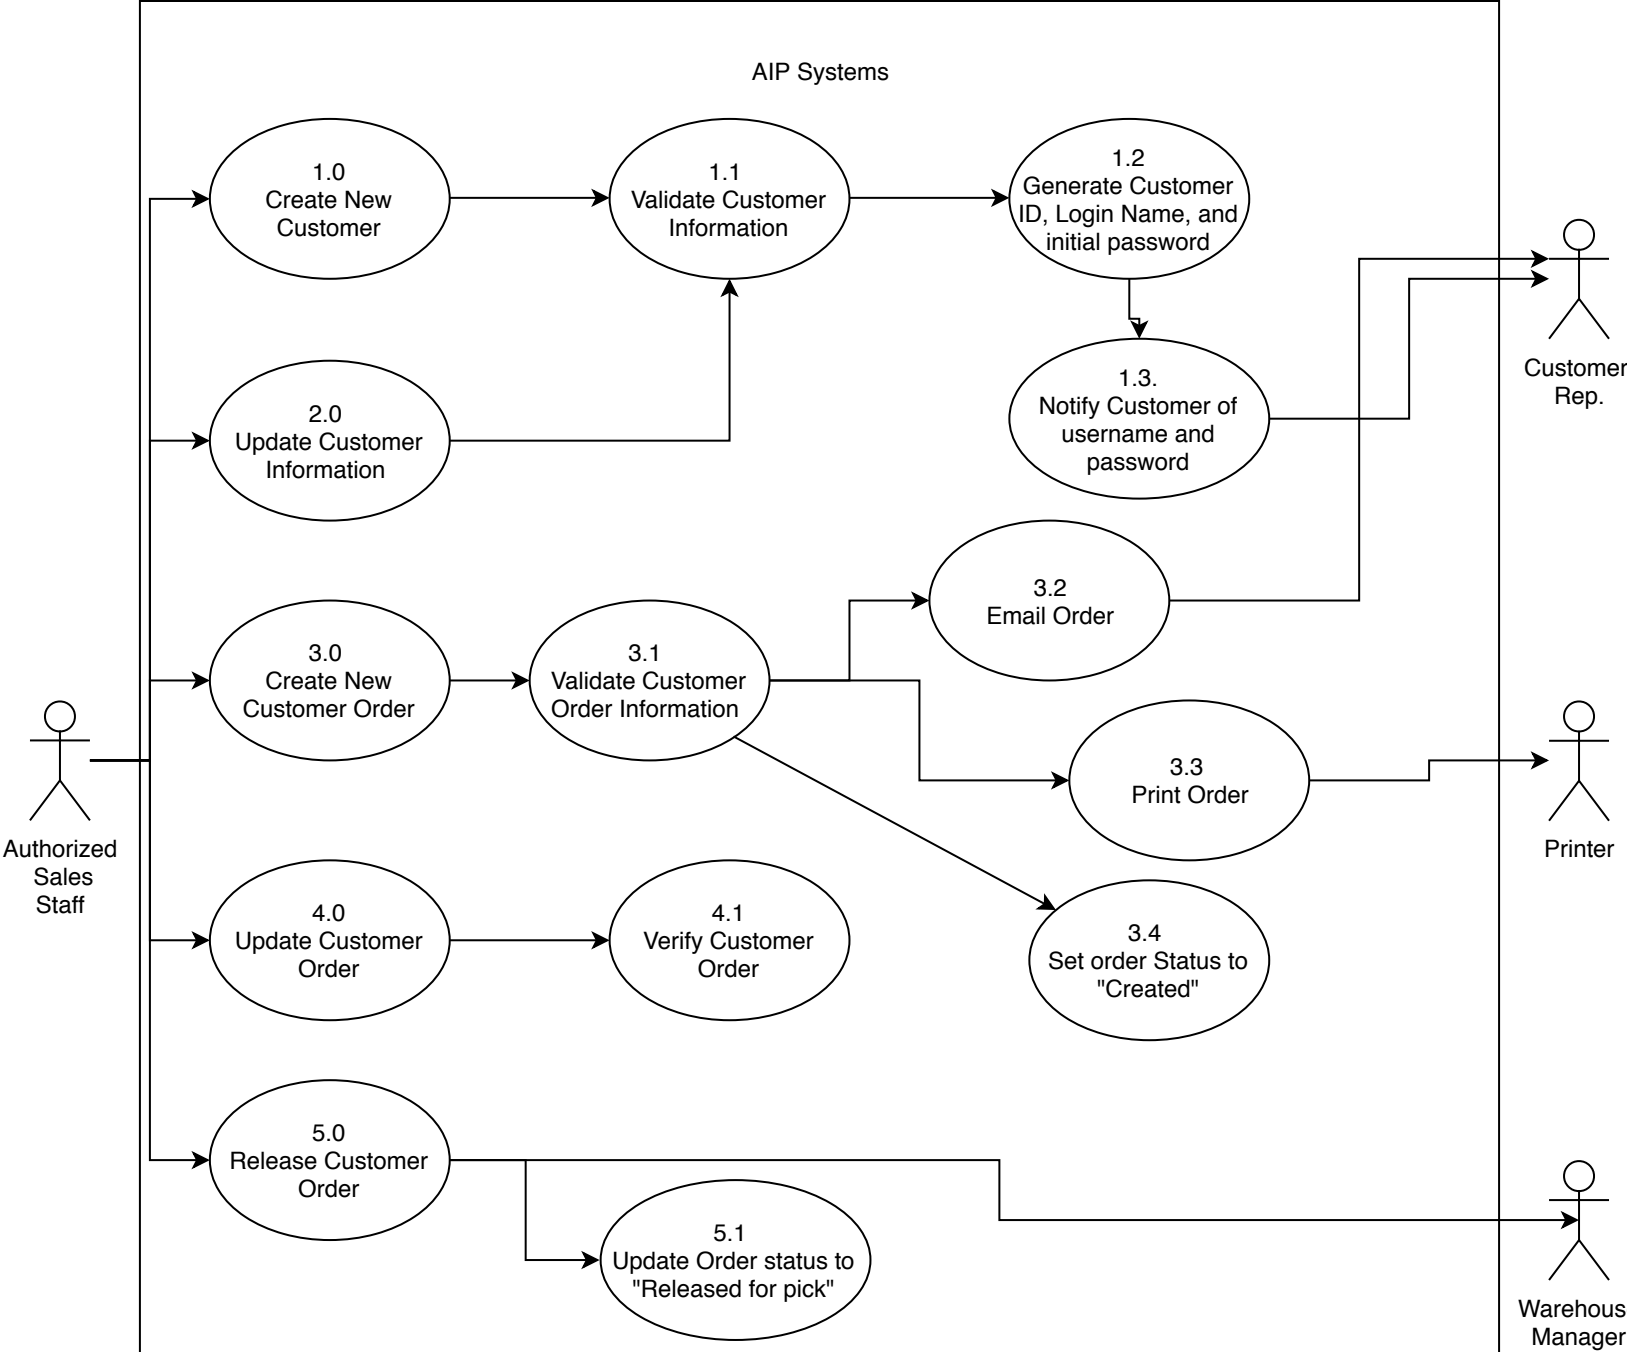 AIP Systems
1.0
Create New
Customer
1.1
Validate Customer
Information
1.2
Generate Customer
ID, Login Name, and
initial password
Customer
Rep.
1.3.
Notify Customer of
username and
password
2.0
Update Customer
Information
3.2
Email Order
3.0
Create New
Customer Order
3.1
Validate Customer
Order Information
3.3
Print Order
Printer
Authorized
Sales
Staff
4.0
Update Customer
Order
4.1
Verify Customer
Order
3.4
Set order Status to
"Created"
5.0
Release Customer
Order
5.1
Update Order status to
"Released for pick"
Warehous
Manager